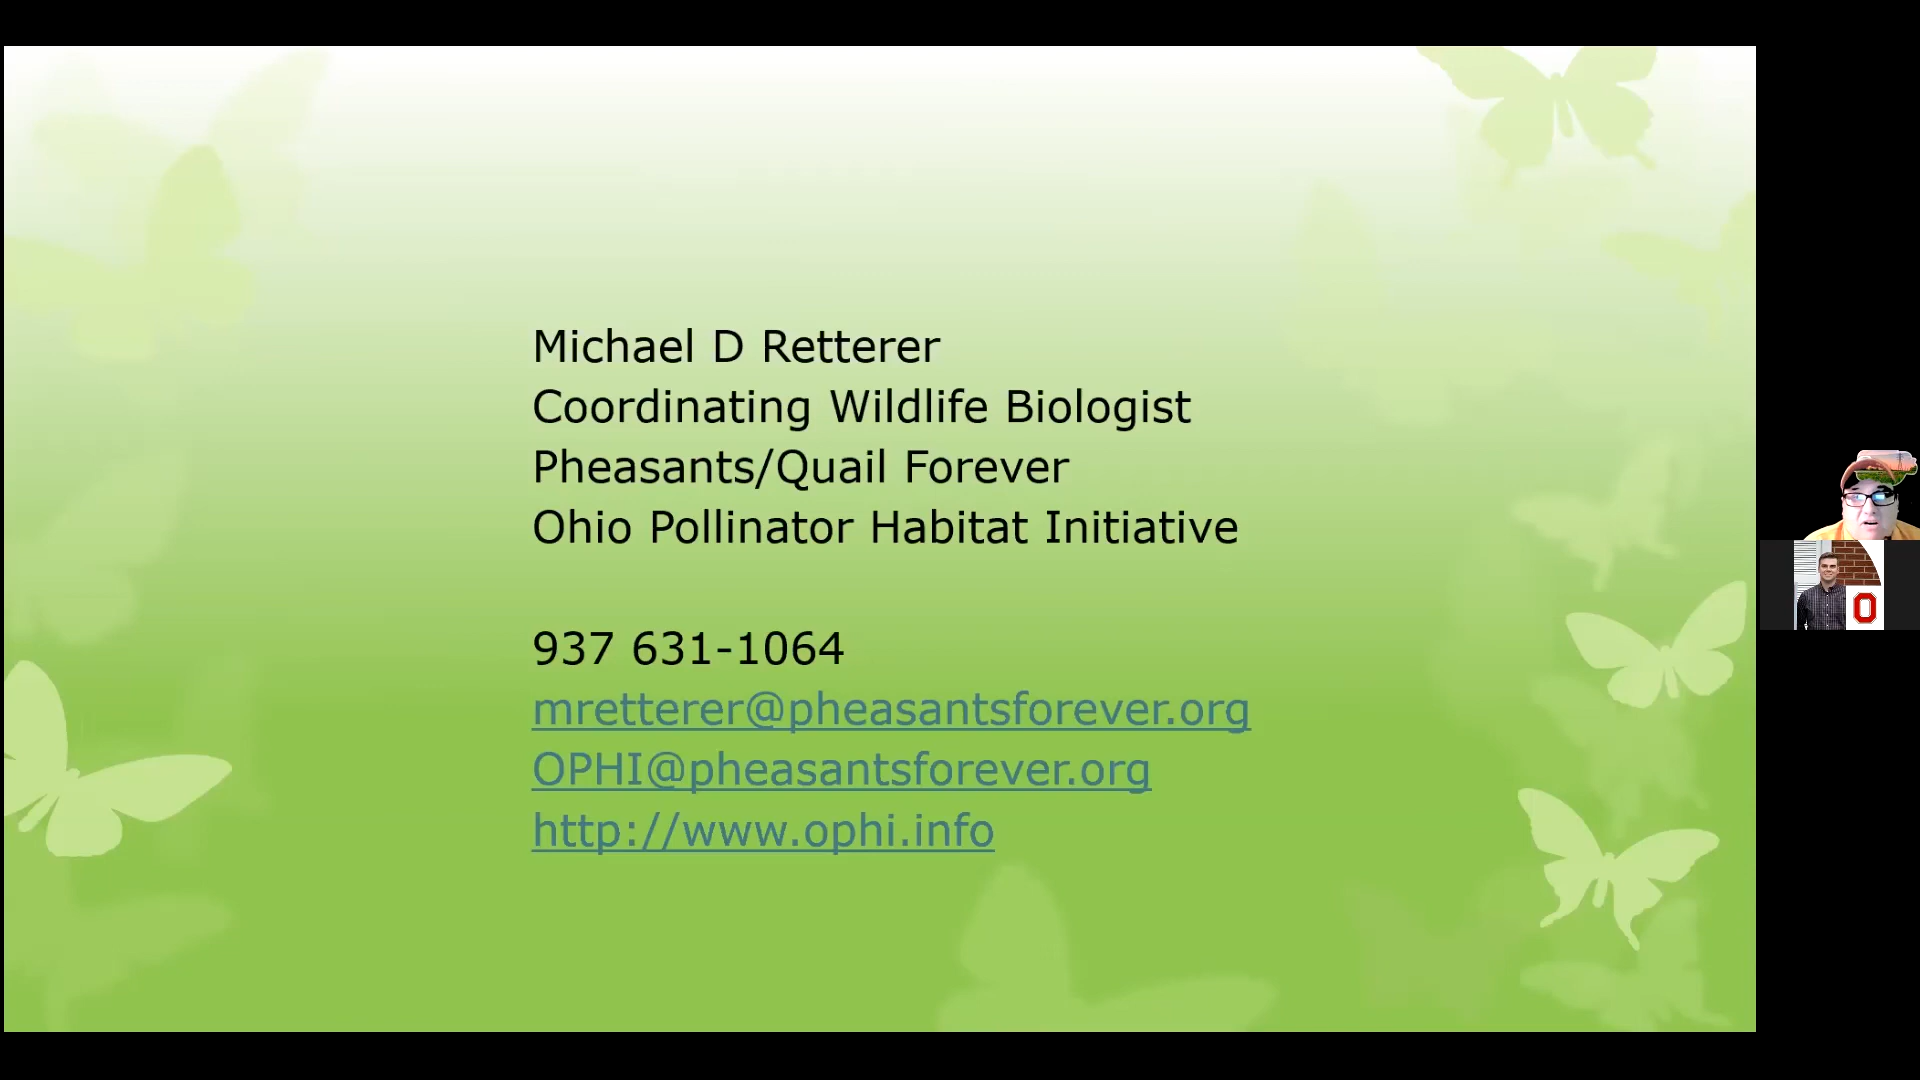 Michael D Retterer
Coordinating Wildlife Biologist
Pheasants/Quail Forever
Ohio Pollinator Habitat Initiative
937 631-1064
mretterer@pheasantsforever.org
OPHI@pheasantsforever.org
http://www.ophi.info
O